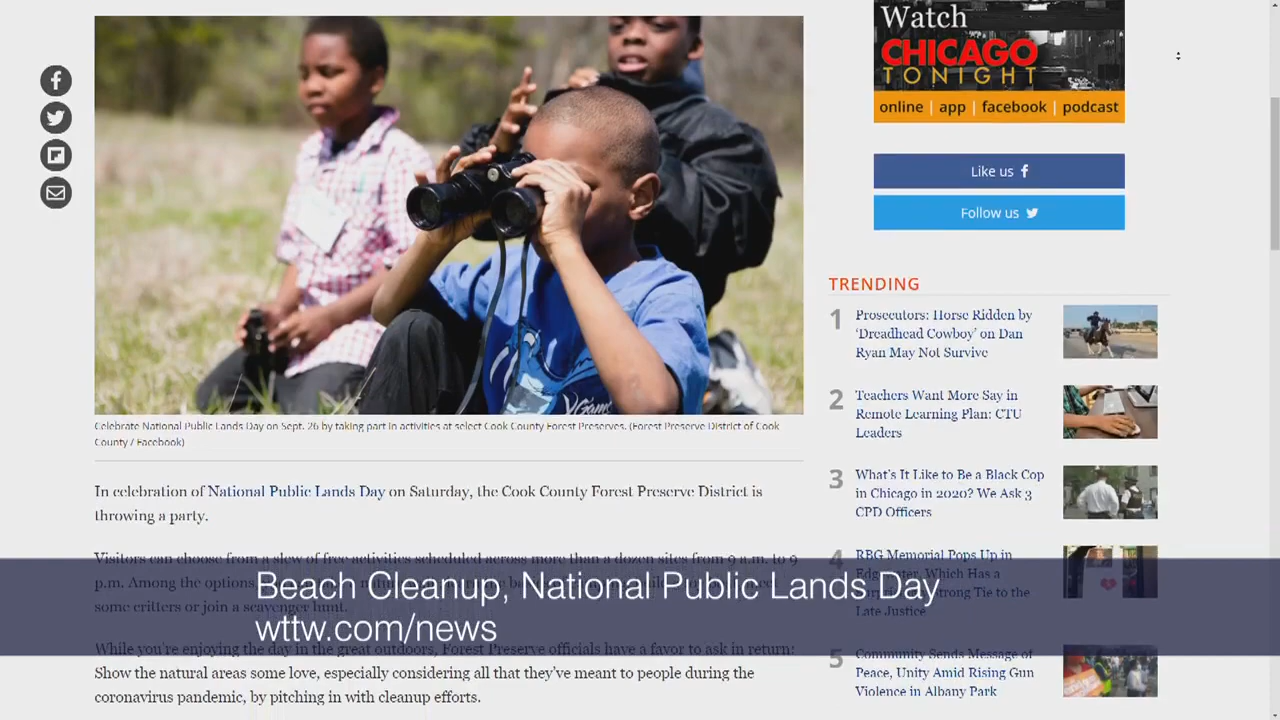 Watch
CHICAGO
TONIGHT
online | app | facebook | podcast
Like us
Follow us
Celebrate National Public Lands Day on Sept. 26 by taking part in activities at select Cook County Forest Preserves. (Forest Preserve District of Cook
County / Facebook)
In celebration of National Public Lands Day on Saturday, the Cook County Forest Preserve District is
throwing a party.
Visitors can choose from a slew of free activities scheduled across more than a dozen sites from 9 a.m. to 9
p.m. Among the options,
some critters or join a scavenger hunt.
While you're enjoying the day in the great outdoors, Forest Preserve officials have a favor to ask in return:
Show the natural areas some love, especially considering all that they've meant to people during the
coronavirus pandemic, by pitching in with cleanup efforts.
TRENDING
1 Prosecutors: Horse Ridden by
'Dreadhead Cowboy' on Dan
Ryan May Not Survive
2 Teachers Want More Say in
Remote Learning Plan: CTU
Leaders
3 What's It Like to Be a Black Cop
in Chicago in 2020? We Ask 3
CPD Officers
4 RBG Memorial Pops Up in
Edgewater, Which Has a
Surprising Strong Tie to the
Late Justice
5 Community Sends Message of
Peace, Unity Amid Rising Gun
Violence in Albany Park
Beach Cleanup, National Public Lands Day
wttw.com/news